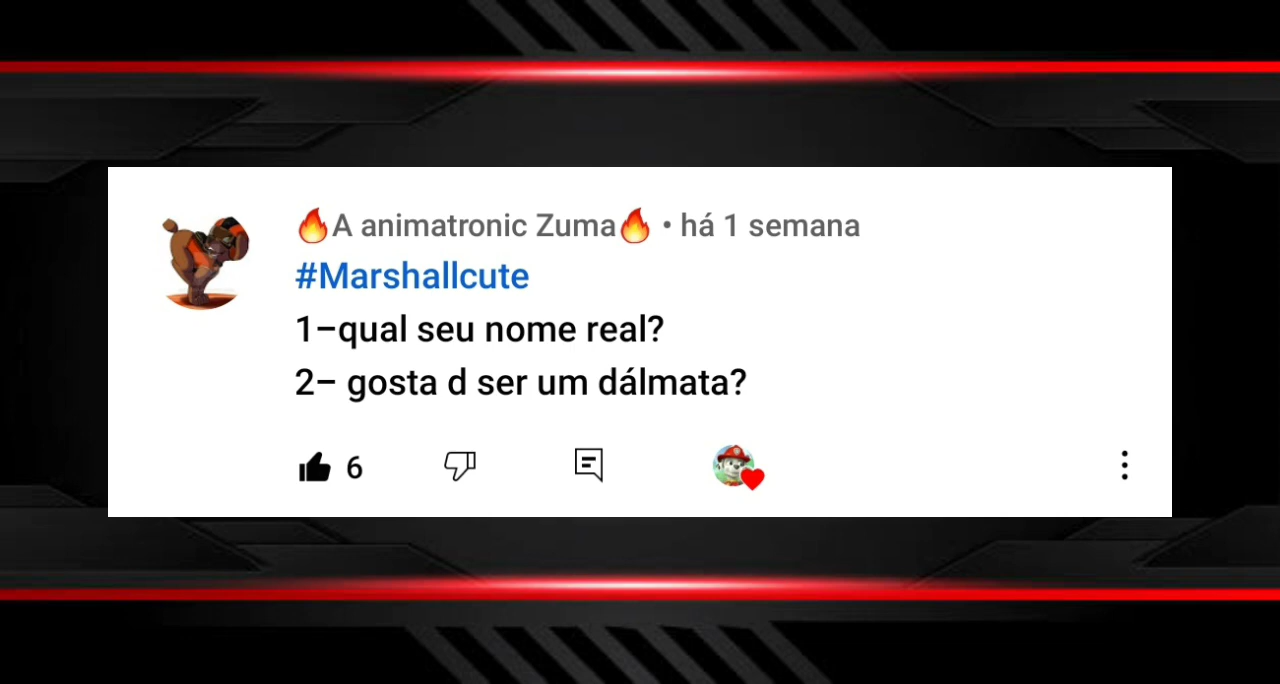 🔥A animatronic Zuma🔥 • há 1 semana
#Marshallcute
1–qual seu nome real?
2– gosta d ser um dálmata?
6